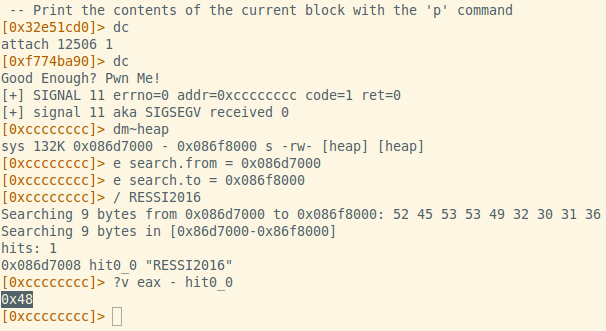 -- Print the contents of the current block with the 'p' command
[0x32e51cd0]> dc
attach 12506 1
[0xf774ba90]> dc
Good Enough? Pwn Me!
[+] SIGNAL 11 errno=0 addr=0xcccccccc code=1 ret=0
[+] signal 11 aka SIGSEGV received 0
[0xcccccccc]> dm~heap
sys 132K 0x086d7000 - 0x086f8000 s -rw- [heap] [heap]
[0xcccccccc]> e search.from = 0x086d7000
[0xcccccccc]> e search.to = 0x086f8000
[0xcccccccc]> / RESSI2016
Searching 9 bytes from 0x086d7000 to 0x086f8000: 52 45 53 53 49 32 30 31 36
Searching 9 bytes in [0x86d7000-0x86f8000]
hits: 1
0x086d7008 hit0_0 "RESSI2016"
[0xcccccccc]> ?v eax - hit0_0
0x48
[0xcccccccc]>